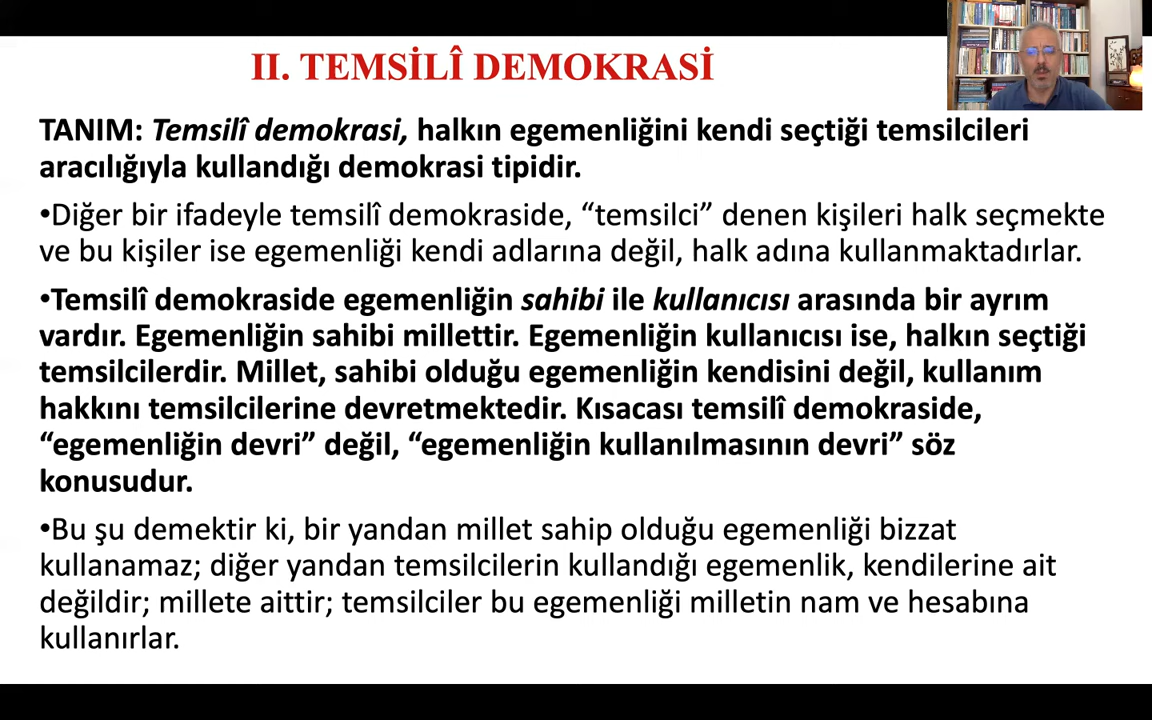 II. TEMSİLÎ DEMOKRASİ
TANIM: Temsilî demokrasi, halkın egemenliğini kendi seçtiği temsilcileri
aracılığıyla kullandığı demokrasi tipidir.
•Diğer bir ifadeyle temsilî demokraside, “temsilci” denen kişileri halk seçmekte
ve bu kişiler ise egemenliği kendi adlarına değil, halk adına kullanmaktadırlar.
•Temsilî demokraside egemenliğin sahibi ile kullanıcısı arasında bir ayrım
vardır. Egemenliğin sahibi millettir. Egemenliğin kullanıcısı ise, halkın seçtiği
temsilcilerdir. Millet, sahibi olduğu egemenliğin kendisini değil, kullanım
hakkını temsilcilerine devretmektedir. Kısacası temsilî demokraside,
“egemenliğin devri” değil, “egemenliğin kullanılmasının devri” söz
konusudur.
•Bu şu demektir ki, bir yandan millet sahip olduğu egemenliği bizzat
kullanamaz; diğer yandan temsilcilerin kullandığı egemenlik, kendilerine ait
değildir; millete aittir; temsilciler bu egemenliği milletin nam ve hesabına
kullanırlar.